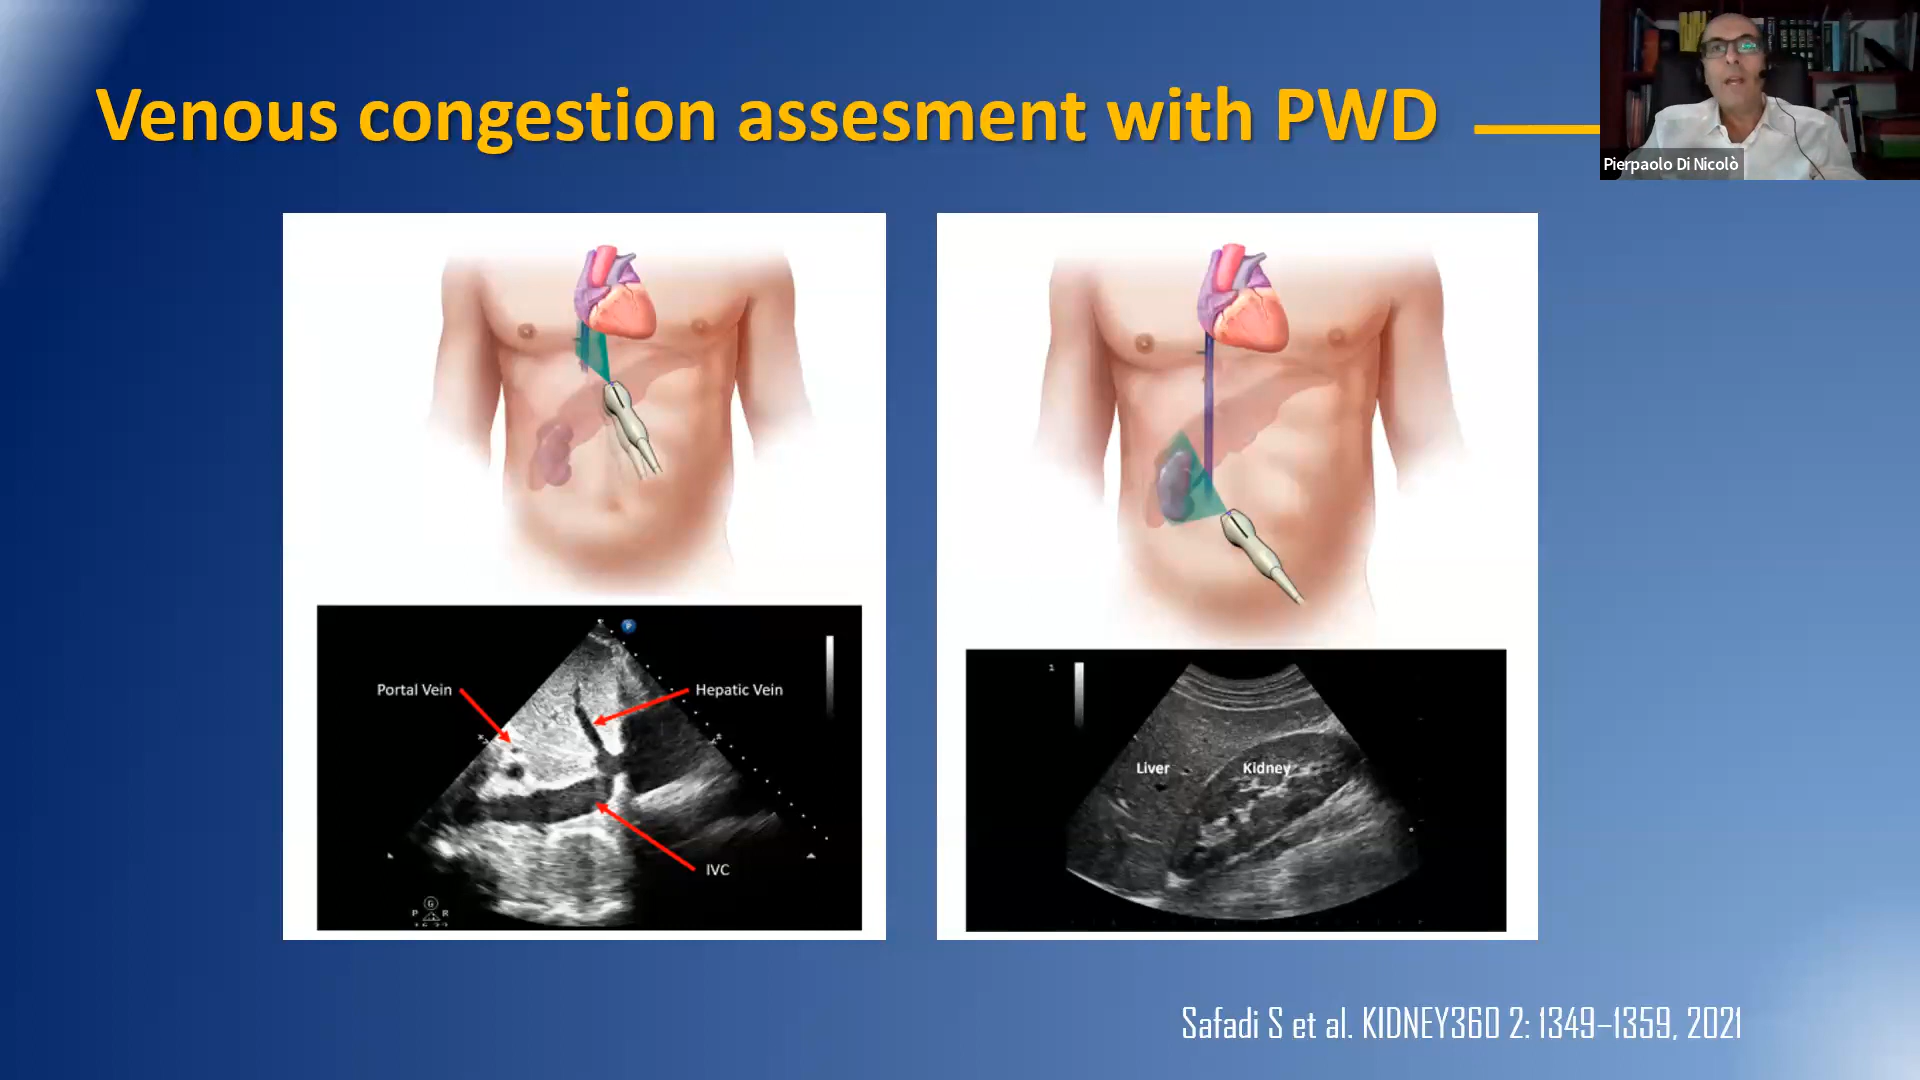 Venous congestion assesment with PWD
Pierpaolo Di Nicolò
Portal Vein
Hepatic Vein
IVC
P
G
P R
1
Liver
Kidney
Safadi S et al. KIDNEY360 2: 1349–1359, 2021